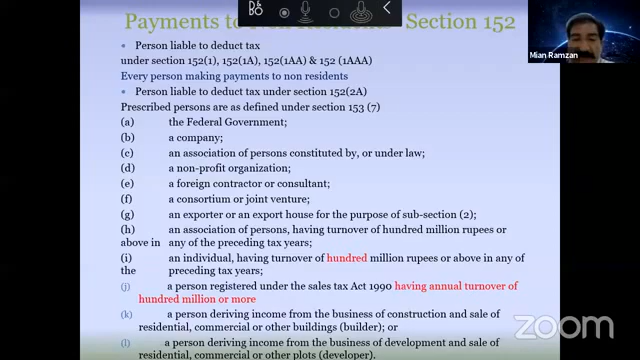 Payments to Non Residents Section 152
Mian Ramzan
Person liable to deduct tax
under section 152(1), 152(1A), 152(1AA) & 152 (1AAA)
Every person making payments to non residents
Person liable to deduct tax under section 152(2A)
Prescribed persons are as defined under section 153 (7)
(a) the Federal Government;
(b) a company;
(c) an association of persons constituted by, or under law;
(d) a non-profit organization;
(e) a foreign contractor or consultant;
(f) a consortium or joint venture;
(g) an exporter or an export house for the purpose of sub-section (2);
(h) an association of persons, having turnover of hundred million rupees or
above in any of the preceding tax years;
(i) an individual, having turnover of hundred million rupees or above in any of
the preceding tax years;
(j) a person registered under the sales tax Act 1990 having annual turnover of
hundred million or more
(k) a person deriving income from the business of construction and sale of
residential, commercial or other buildings (builder); or
(l) a person deriving income from the business of development and sale of
residential, commercial or other plots (developer).
zoom